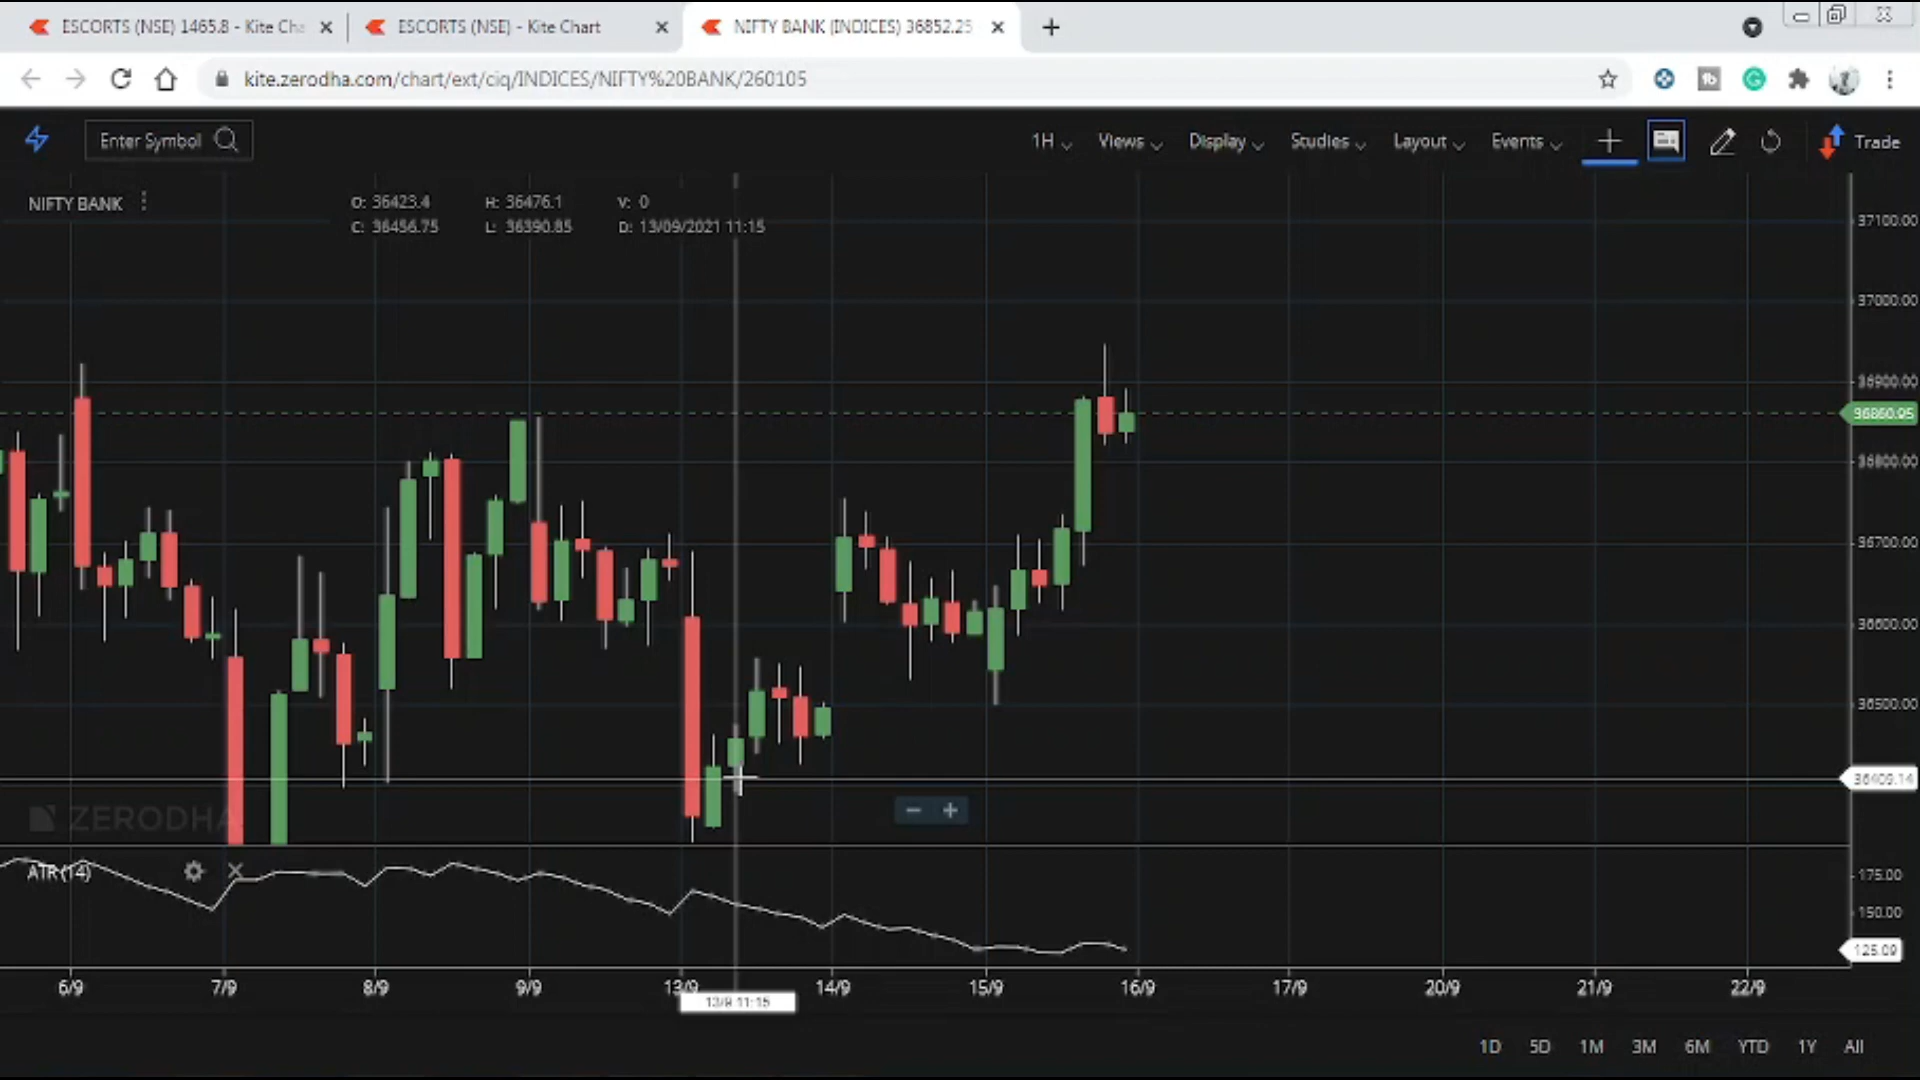 ESCORTS (NSE) 1465.8 - Kite Cha
ESCORTS (NSE) - Kite Chart
NIFTY BANK (INDICES) 36852.25
kite.zerodha.com/chart/ext/ciq/INDICES/NIFTY%20BANK/260105
Enter Symbol
1H
Views
Display
Studies
Layout
Events
Trade
NIFTY BANK
O: 36423.4 H: 36476.1 V: 0
C: 36456.75 L: 36390.85 D: 13/09/2021 11:15
37100.00
37000.00
36900.00
36860.95
36800.00
36700.00
36600.00
36500.00
36409.14
ZERODHA
ATR (14)
175.00
150.00
125.09
6/9 7/9 8/9 9/9 13/9 14/9 15/9 16/9 17/9 20/9 21/9 22/9
13/9 11:15
1D 5D 1M 3M 6M YTD 1Y All